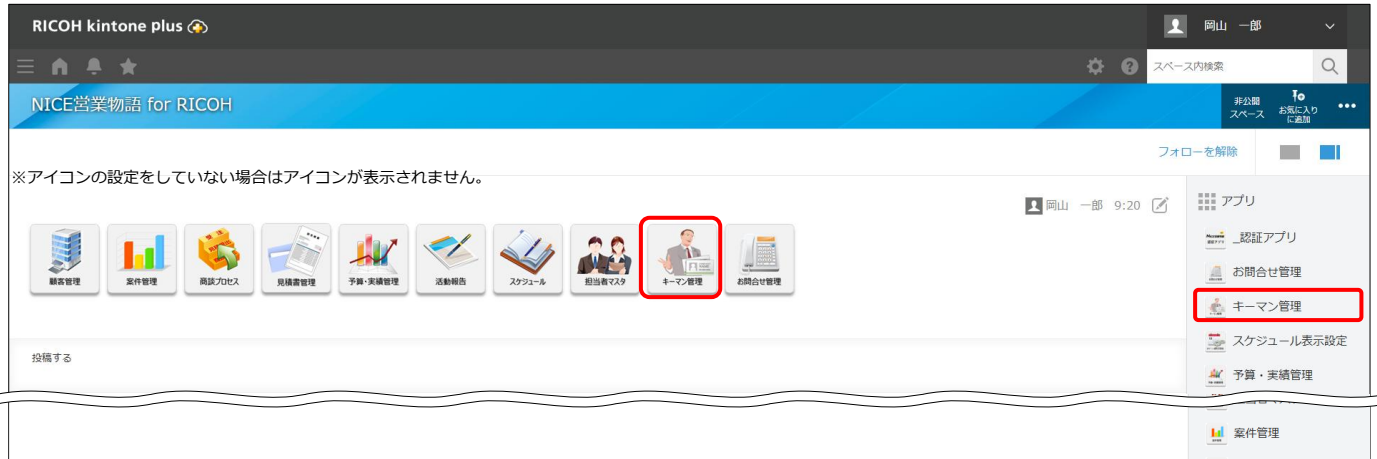 RICOH kintone plus
岡山 一郎
スペース内検索
NICE営業物語 for RICOH
非公開
スペース
お気に入り
に追加
フォローを解除
※アイコンの設定をしていない場合はアイコンが表示されません。
岡山 一郎 9:20
アプリ
顧客管理
案件管理
商談プロセス
見積書管理
予算・実績管理
活動報告
スケジュール
担当者マスタ
キーマン管理
お問合せ管理
_認証アプリ
お問合せ管理
キーマン管理
スケジュール表示設定
予算・実績管理
案件管理
投稿する